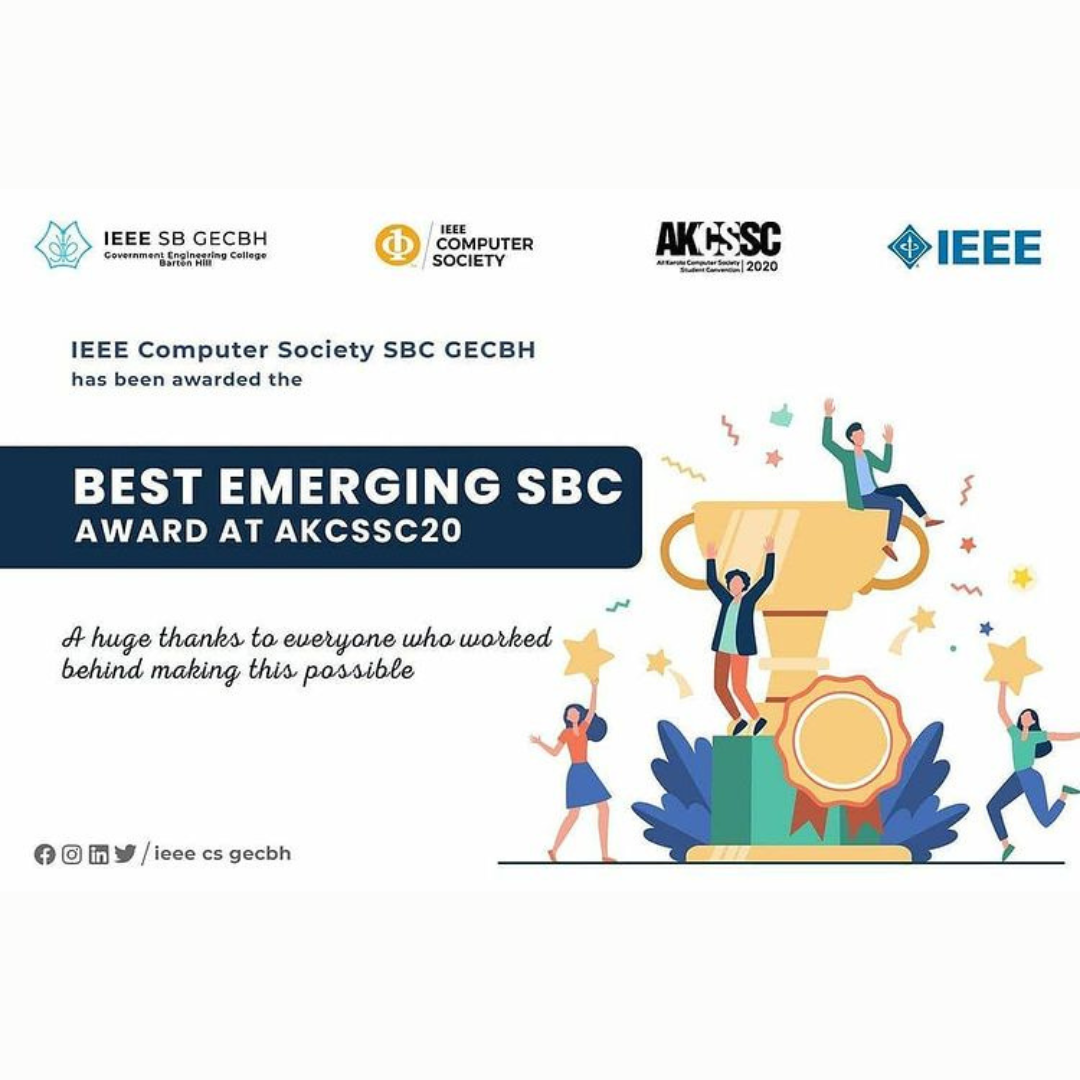 IEEE SB GECBH
Government Engineering College
Barton Hill
IEEE
COMPUTER
SOCIETY
AKCSSC
All Kerala Computer Society
Student Convention | 2020
IEEE
IEEE Computer Society SBC GECBH
has been awarded the
BEST EMERGING SBC
AWARD AT AKCSSC20
A huge thanks to everyone who worked
behind making this possible
/ieee cs gecbh